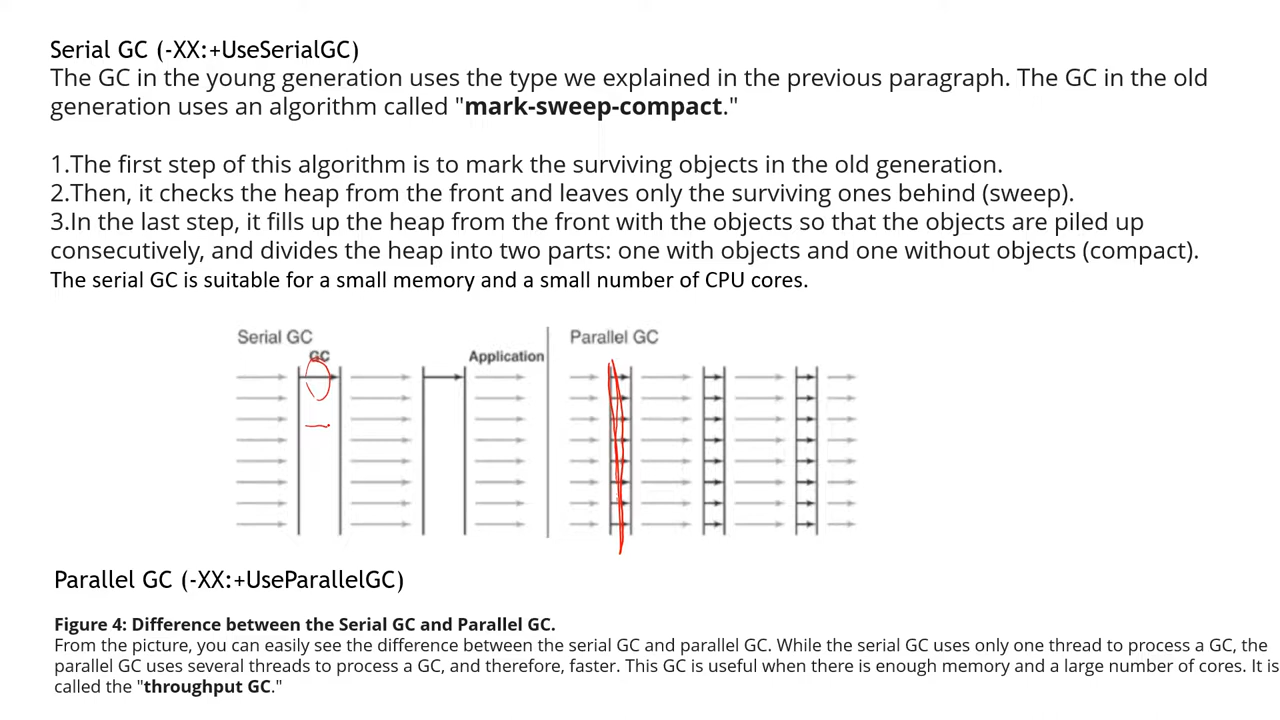 Serial GC (-XX:+UseSerialGC)
The GC in the young generation uses the type we explained in the previous paragraph. The GC in the old
generation uses an algorithm called "mark-sweep-compact."
1.The first step of this algorithm is to mark the surviving objects in the old generation.
2.Then, it checks the heap from the front and leaves only the surviving ones behind (sweep).
3.In the last step, it fills up the heap from the front with the objects so that the objects are piled up
consecutively, and divides the heap into two parts: one with objects and one without objects (compact).
The serial GC is suitable for a small memory and a small number of CPU cores.
Serial GC
GC
Application
Parallel GC
Parallel GC (-XX:+UseParallelGC)
Figure 4: Difference between the Serial GC and Parallel GC.
From the picture, you can easily see the difference between the serial GC and parallel GC. While the serial GC uses only one thread to process a GC, the
parallel GC uses several threads to process a GC, and therefore, faster. This GC is useful when there is enough memory and a large number of cores. It is
called the "throughput GC."